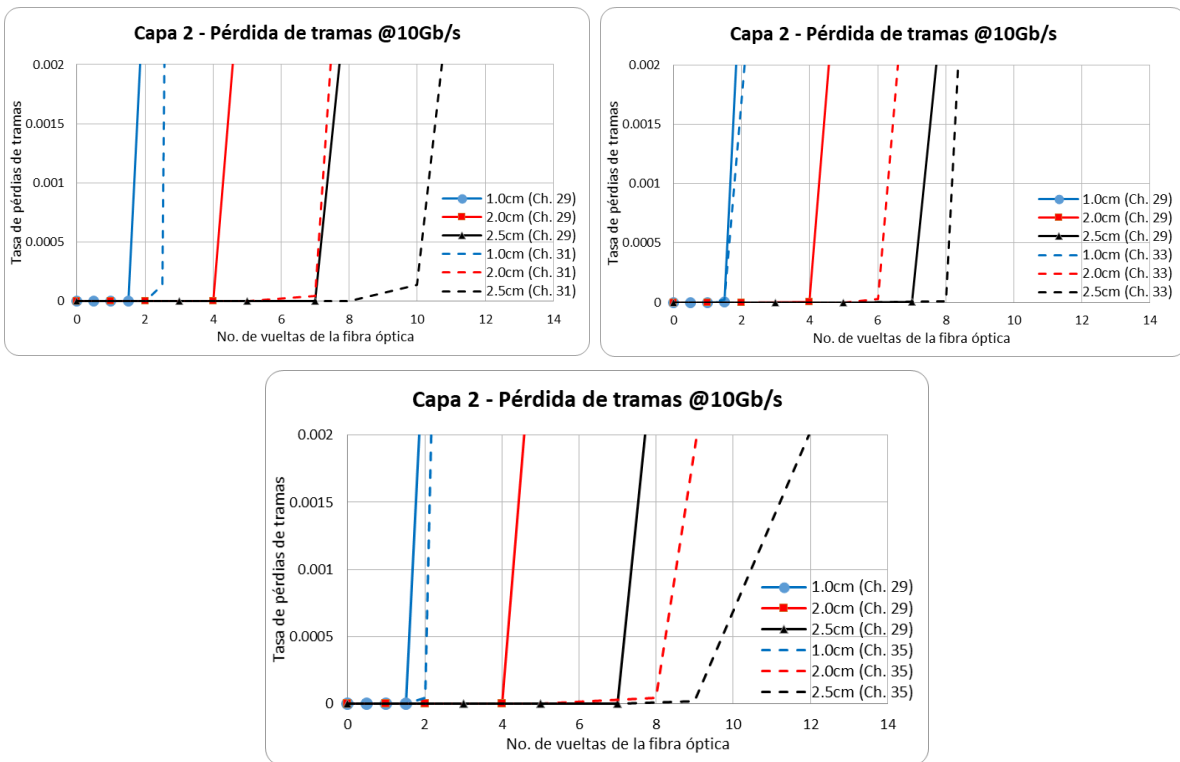 Capa 2 - Pérdida de tramas @10Gb/s
Tasa de pérdias de tramas
0.002
0.0015
0.001
0.0005
0
0 2 4 6 8 10 12 14
No. de vueltas de la fibra óptica
1.0cm (Ch. 29)
2.0cm (Ch. 29)
2.5cm (Ch. 29)
1.0cm (Ch. 31)
2.0cm (Ch. 31)
2.5cm (Ch. 31)
Capa 2 - Pérdida de tramas @10Gb/s
Tasa de pérdias de tramas
0.002
0.0015
0.001
0.0005
0
0 2 4 6 8 10 12 14
No. de vueltas de la fibra óptica
1.0cm (Ch. 29)
2.0cm (Ch. 29)
2.5cm (Ch. 29)
1.0cm (Ch. 33)
2.0cm (Ch. 33)
2.5cm (Ch. 33)
Capa 2 - Pérdida de tramas @10Gb/s
Tasa de pérdias de tramas
0.002
0.0015
0.001
0.0005
0
0 2 4 6 8 10 12 14
No. de vueltas de la fibra óptica
1.0cm (Ch. 29)
2.0cm (Ch. 29)
2.5cm (Ch. 29)
1.0cm (Ch. 35)
2.0cm (Ch. 35)
2.5cm (Ch. 35)